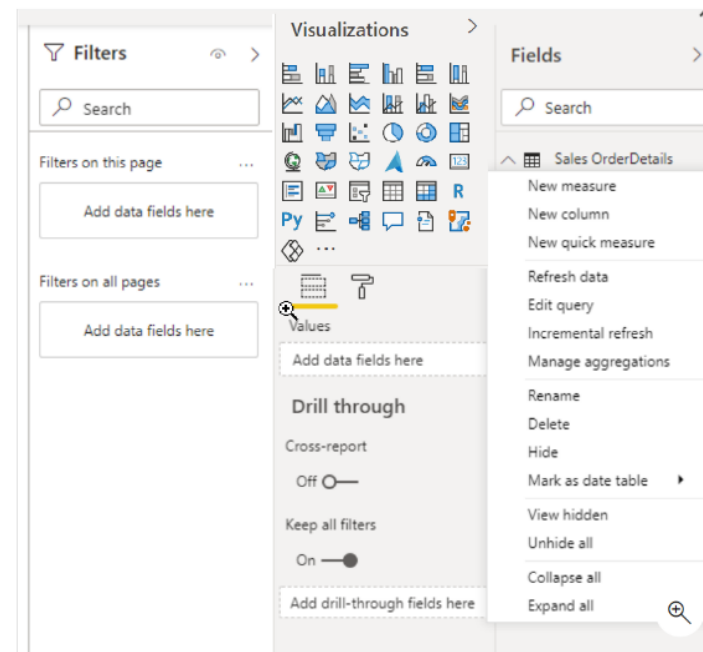 Filters
Search
Filters on this page
...
Add data fields here
Filters on all pages
...
Add data fields here
Visualizations
123
R
Py
...
Values
Add data fields here
Drill through
Cross-report
Off
Keep all filters
On
Add drill-through fields here
Fields
Search
Sales OrderDetails
New measure
New column
New quick measure
Refresh data
Edit query
Incremental refresh
Manage aggregations
Rename
Delete
Hide
Mark as date table
View hidden
Unhide all
Collapse all
Expand all